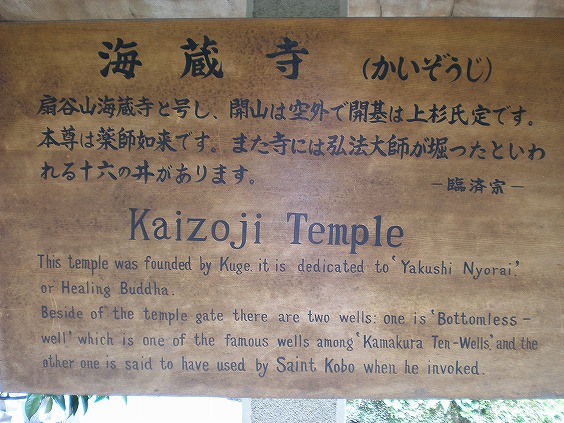 海蔵寺 (かいぞうじ)
扇谷山海蔵寺と号し、開山は空外で開基は上杉氏定です。
本尊は薬師如来です。また寺には弘法大師が堀ったといわ
れる十六の井があります。
－臨済宗－
Kaizoji Temple
This temple was founded by Kuge. it is dedicated to 'Yakushi Nyorai.'
or Healing Buddha.
Beside of the temple gate there are two wells: one is 'Bottomless-
well' which is one of the famous wells among 'Kamakura Ten-Wells,' and the
other one is said to have used by Saint Kobo when he invoked.